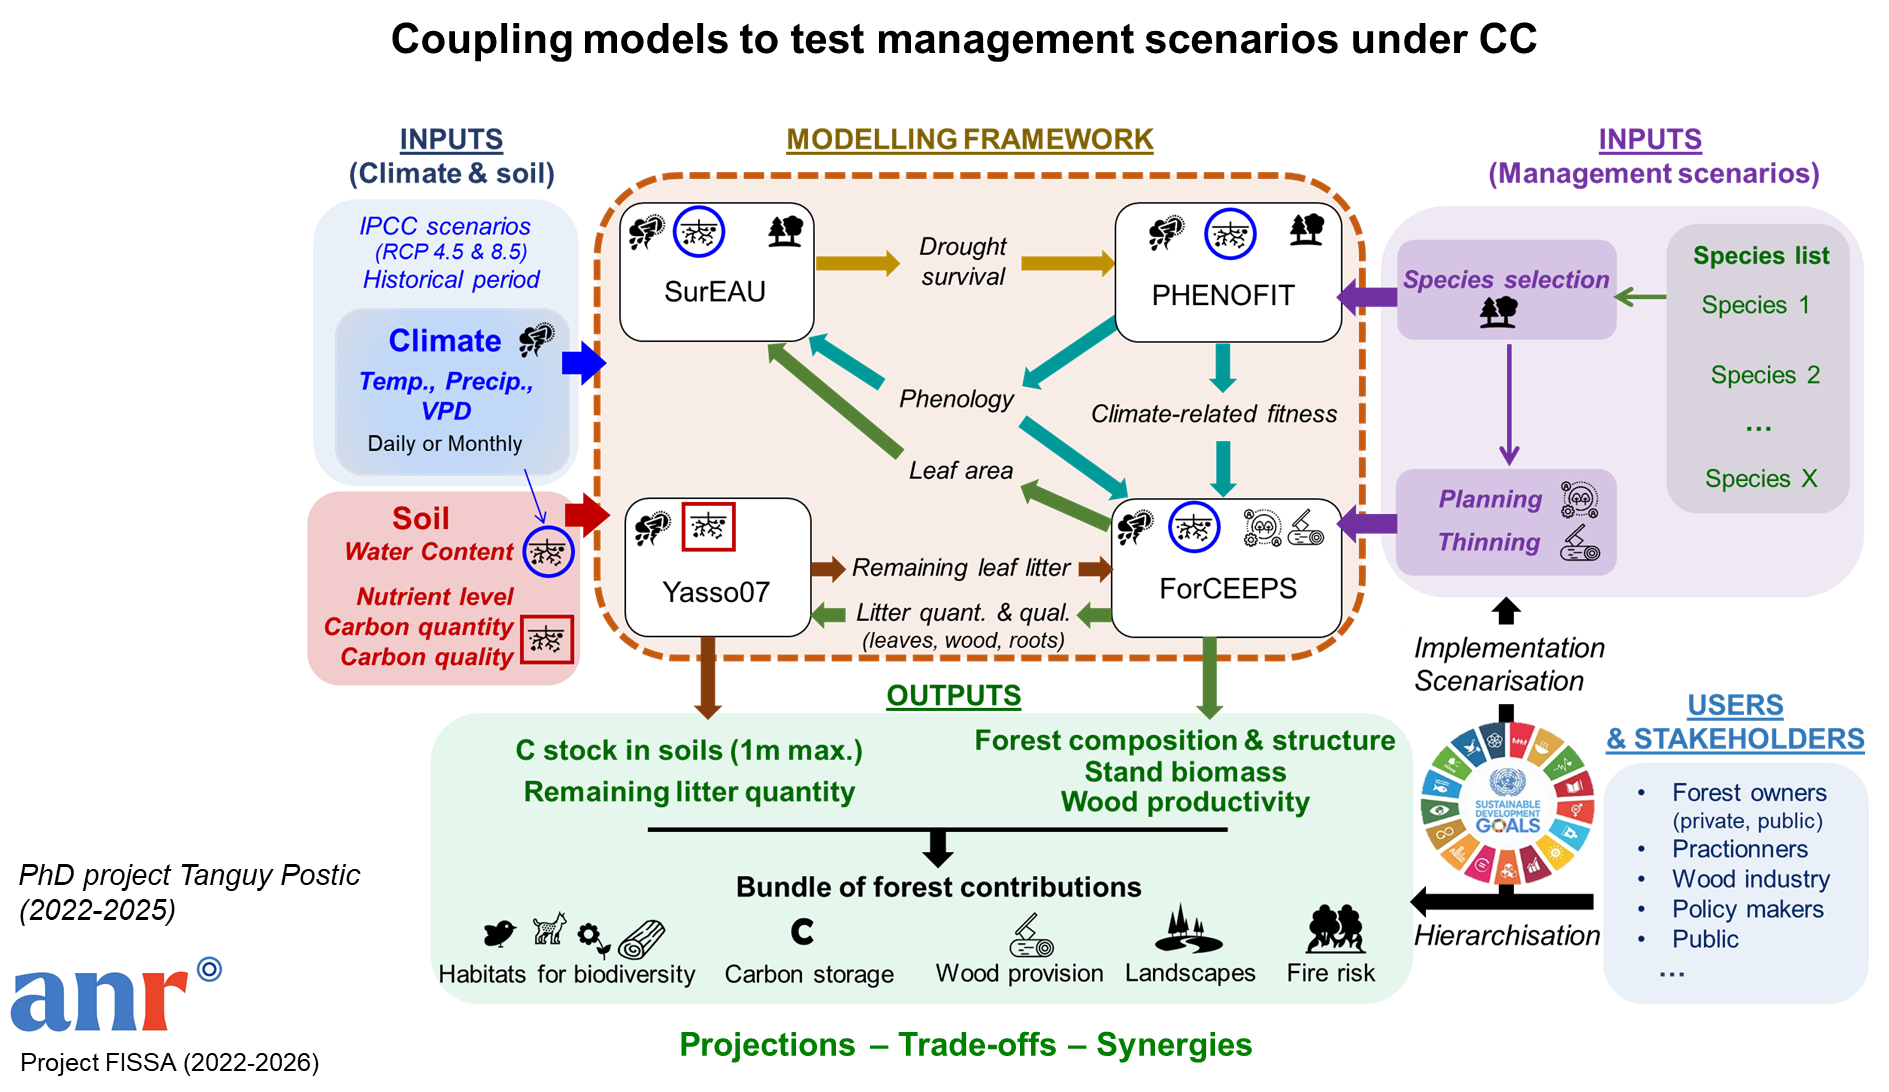 Coupling models to test management scenarios under CC
INPUTS
(Climate & soil)
IPCC scenarios
(RCP 4.5 & 8.5)
Historical period
Climate
Temp., Precip.,
VPD
Daily or Monthly
Soil
Water Content
Nutrient level
Carbon quantity
Carbon quality
MODELLING FRAMEWORK
SurEAU
Drought
survival
PHENOFIT
Phenology
Climate-related fitness
Leaf area
Yasso07
Remaining leaf litter
Litter quant. & qual.
(leaves, wood, roots)
ForCEEPS
INPUTS
(Management scenarios)
Species selection
Species list
Species 1
Species 2
...
Species X
Planning
Thinning
Implementation
Scenarisation
USERS
& STAKEHOLDERS
Forest owners
(private, public)
Practionners
Wood industry
Policy makers
Public
...
SUSTAINABLE
DEVELOPMENT
GOALS
Hierarchisation
OUTPUTS
C stock in soils (1m max.)
Remaining litter quantity
Forest composition & structure
Stand biomass
Wood productivity
Bundle of forest contributions
C
Habitats for biodiversity
Carbon storage
Wood provision
Landscapes
Fire risk
Projections – Trade-offs – Synergies
PhD project Tanguy Postic
(2022-2025)
anr
Project FISSA (2022-2026)